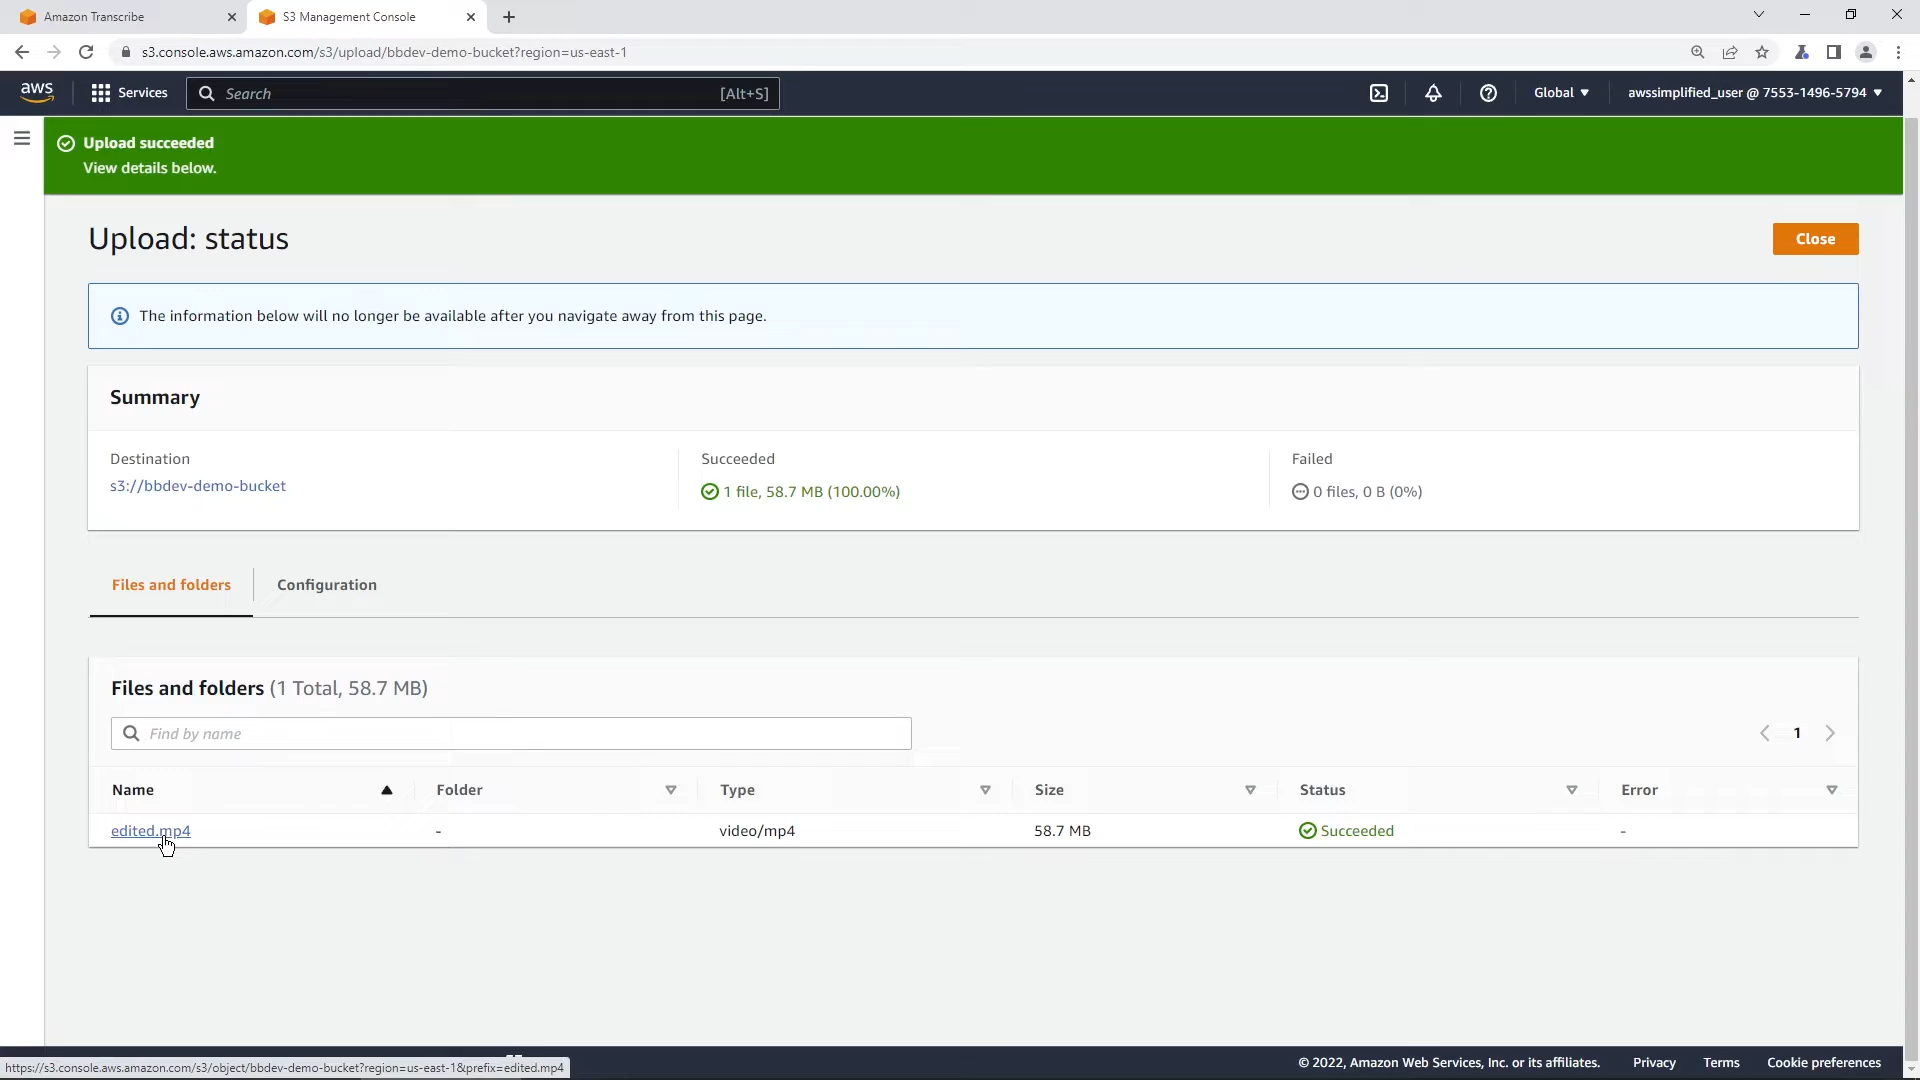 Amazon Transcribe
S3 Management Console
s3.console.aws.amazon.com/s3/upload/bbdev-demo-bucket?region=us-east-1
aws
Services
Search
[Alt+S]
Global
awssimplified_user @ 7553-1496-5794
Upload succeeded
View details below.
Upload: status
Close
The information below will no longer be available after you navigate away from this page.
Summary
Destination
Succeeded
Failed
s3://bbdev-demo-bucket
1 file, 58.7 MB (100.00%)
0 files, 0 B (0%)
Files and folders
Configuration
Files and folders (1 Total, 58.7 MB)
Find by name
1
Name
Folder
Type
Size
Status
Error
edited.mp4
-
video/mp4
58.7 MB
Succeeded
-
https://s3.console.aws.amazon.com/s3/object/bbdev-demo-bucket?region=us-east-1&prefix=edited.mp4
© 2022, Amazon Web Services, Inc. or its affiliates.
Privacy
Terms
Cookie preferences